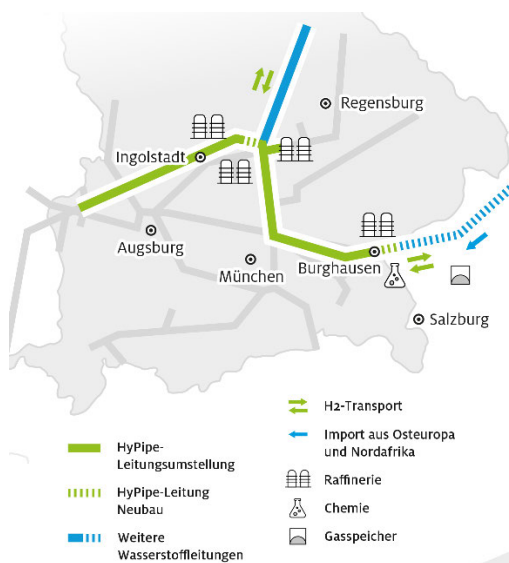 Regensburg
Ingolstadt
Augsburg
München
Burghausen
Salzburg
HyPipe-
Leitungsumstellung
HyPipe-Leitung
Neubau
Weitere
Wasserstoffleitungen
H2-Transport
Import aus Osteuropa
und Nordafrika
Raffinerie
Chemie
Gasspeicher